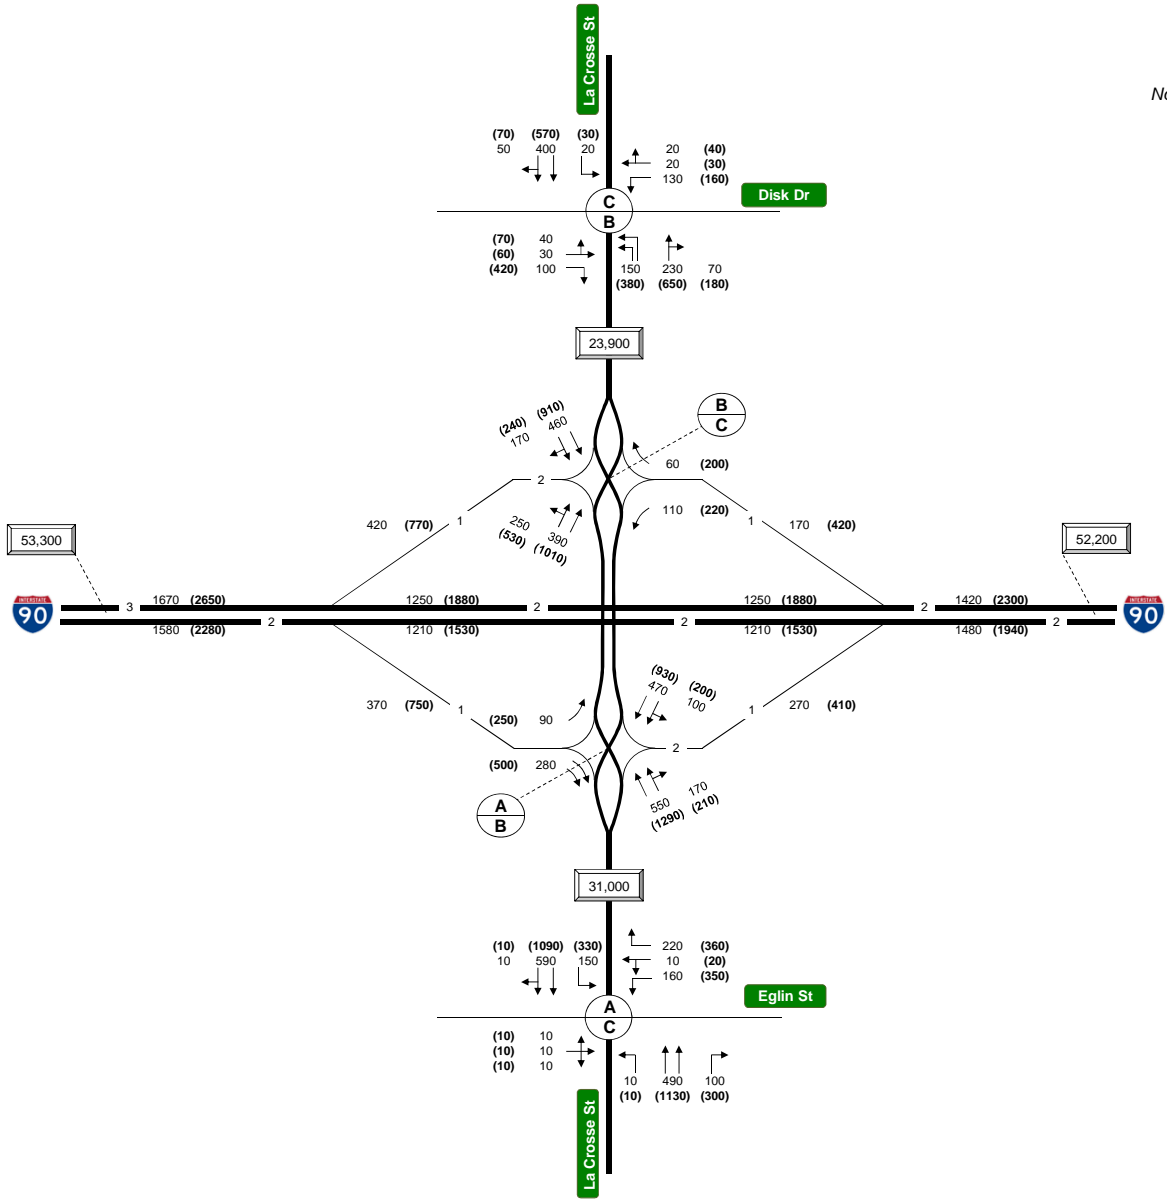 La Crosse St
No
(70) (570) (30)
50 400 20
20 (40)
20 (30)
130 (160)
Disk Dr
C
B
(70) 40
(60) 30
(420) 100
150 230 70
(380) (650) (180)
23,900
(240) (910)
170 460
B
C
60 (200)
2
250 390
(530) (1010)
110 (220)
420 (770)
1
1
170 (420)
53,300
52,200
INTERSTATE
90
3
1670 (2650)
1250 (1880)
2
1250 (1880)
2
1420 (2300)
INTERSTATE
90
1580 (2280)
2
1210 (1530)
2
1210 (1530)
1480 (1940)
2
370 (750)
1
(250) 90
(930) (200)
470 100
1
270 (410)
2
(500) 280
A
B
550 170
(1290) (210)
31,000
(10) (1090) (330)
10 590 150
220 (360)
10 (20)
160 (350)
Eglin St
A
C
(10) 10
(10) 10
(10) 10
10 490 100
(10) (1130) (300)
La Crosse St